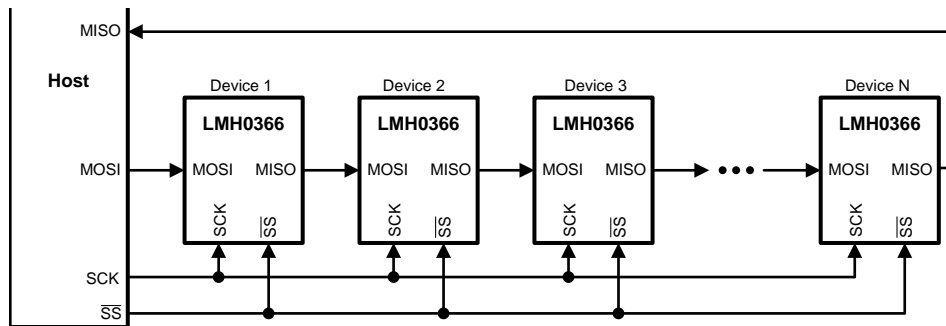 MISO
Host
Device 1 Device 2 Device 3 Device N
LMH0366 LMH0366 LMH0366 LMH0366
MOSI MOSI MISO MOSI MISO MOSI MISO MOSI MISO
SCK SS SCK SS SCK SS SCK SS
SCK
SS